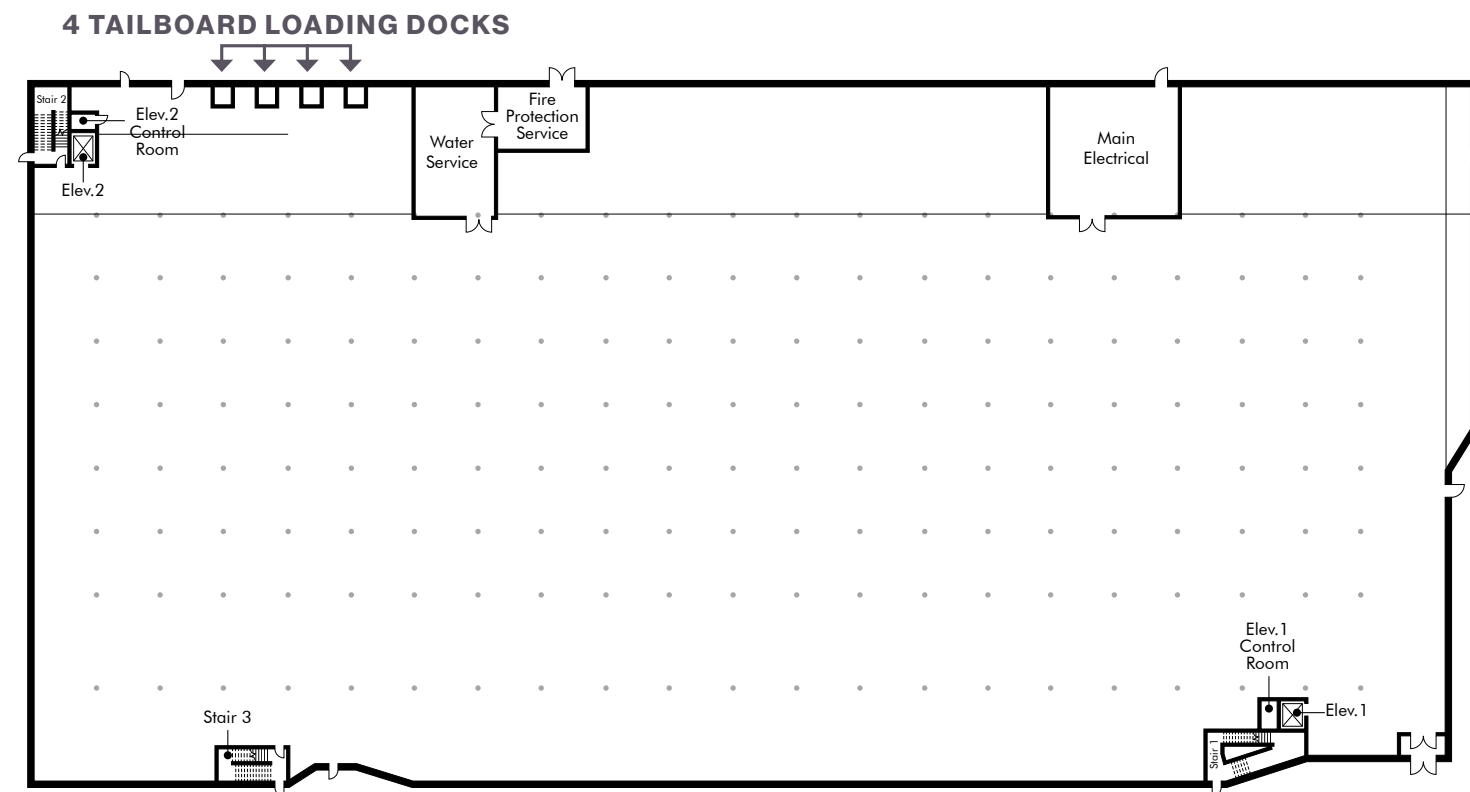 4 TAILBOARD LOADING DOCKS
Stair 2
Elev.2
Control
Room
Elev.2
Water
Service
Fire
Protection
Service
Main
Electrical
Elev.1
Control
Room
Elev.1
Stair 1
Stair 3